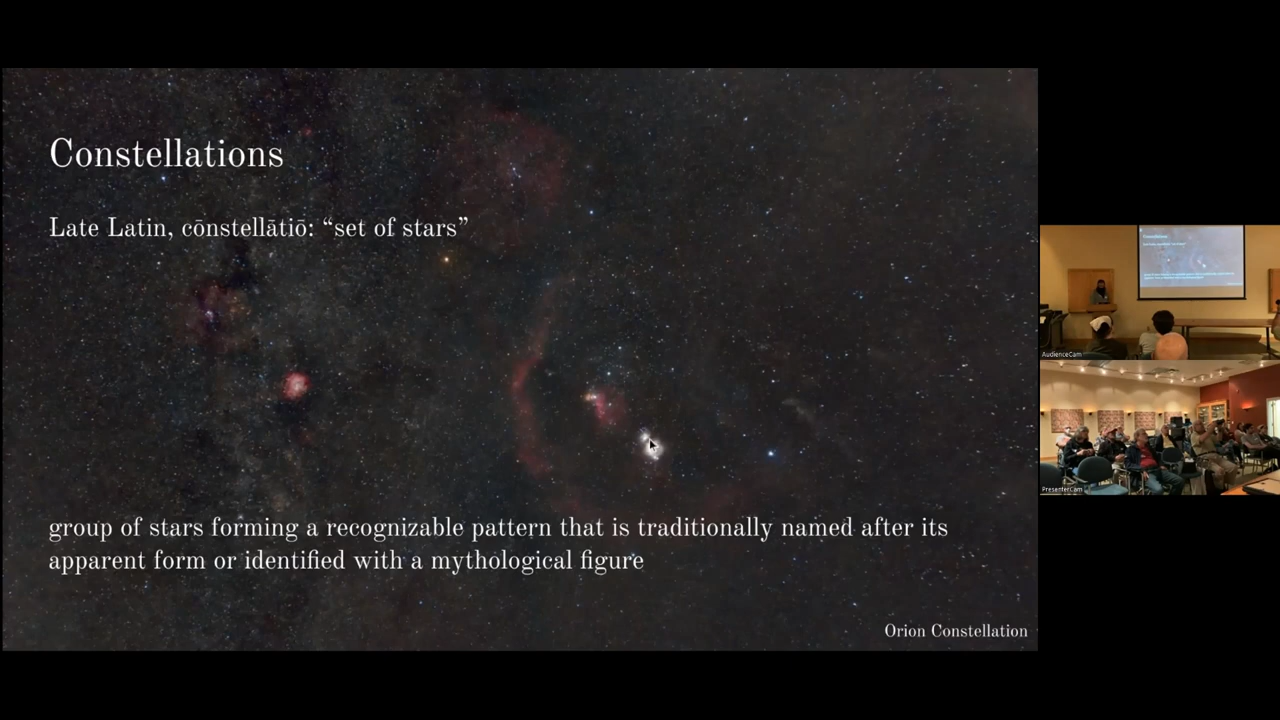 Constellations
Late Latin, cōnstellātiō: “set of stars”
group of stars forming a recognizable pattern that is traditionally named after its
apparent form or identified with a mythological figure
Orion Constellation
AudienceCam
PresenterCam